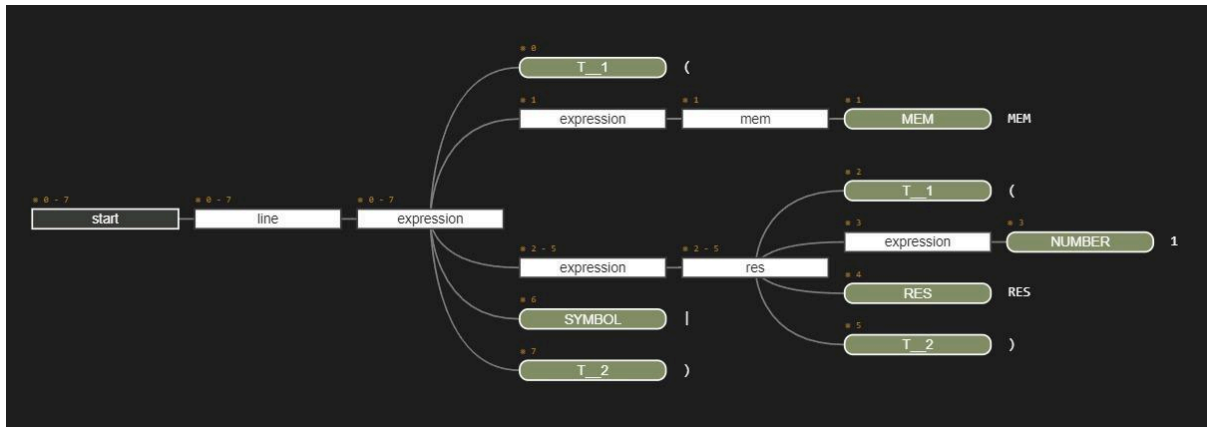 * 0
T__1 (
* 1 * 1 * 1
expression mem MEM MEM
* 2
T__1 (
* 0 - 7 * 0 - 7 * 0 - 7
start line expression
* 3 * 3
expression NUMBER 1
* 2 - 5 * 2 - 5
expression res
* 4
RES RES
* 6
SYMBOL |
* 5
T__2 )
* 7
T__2 )